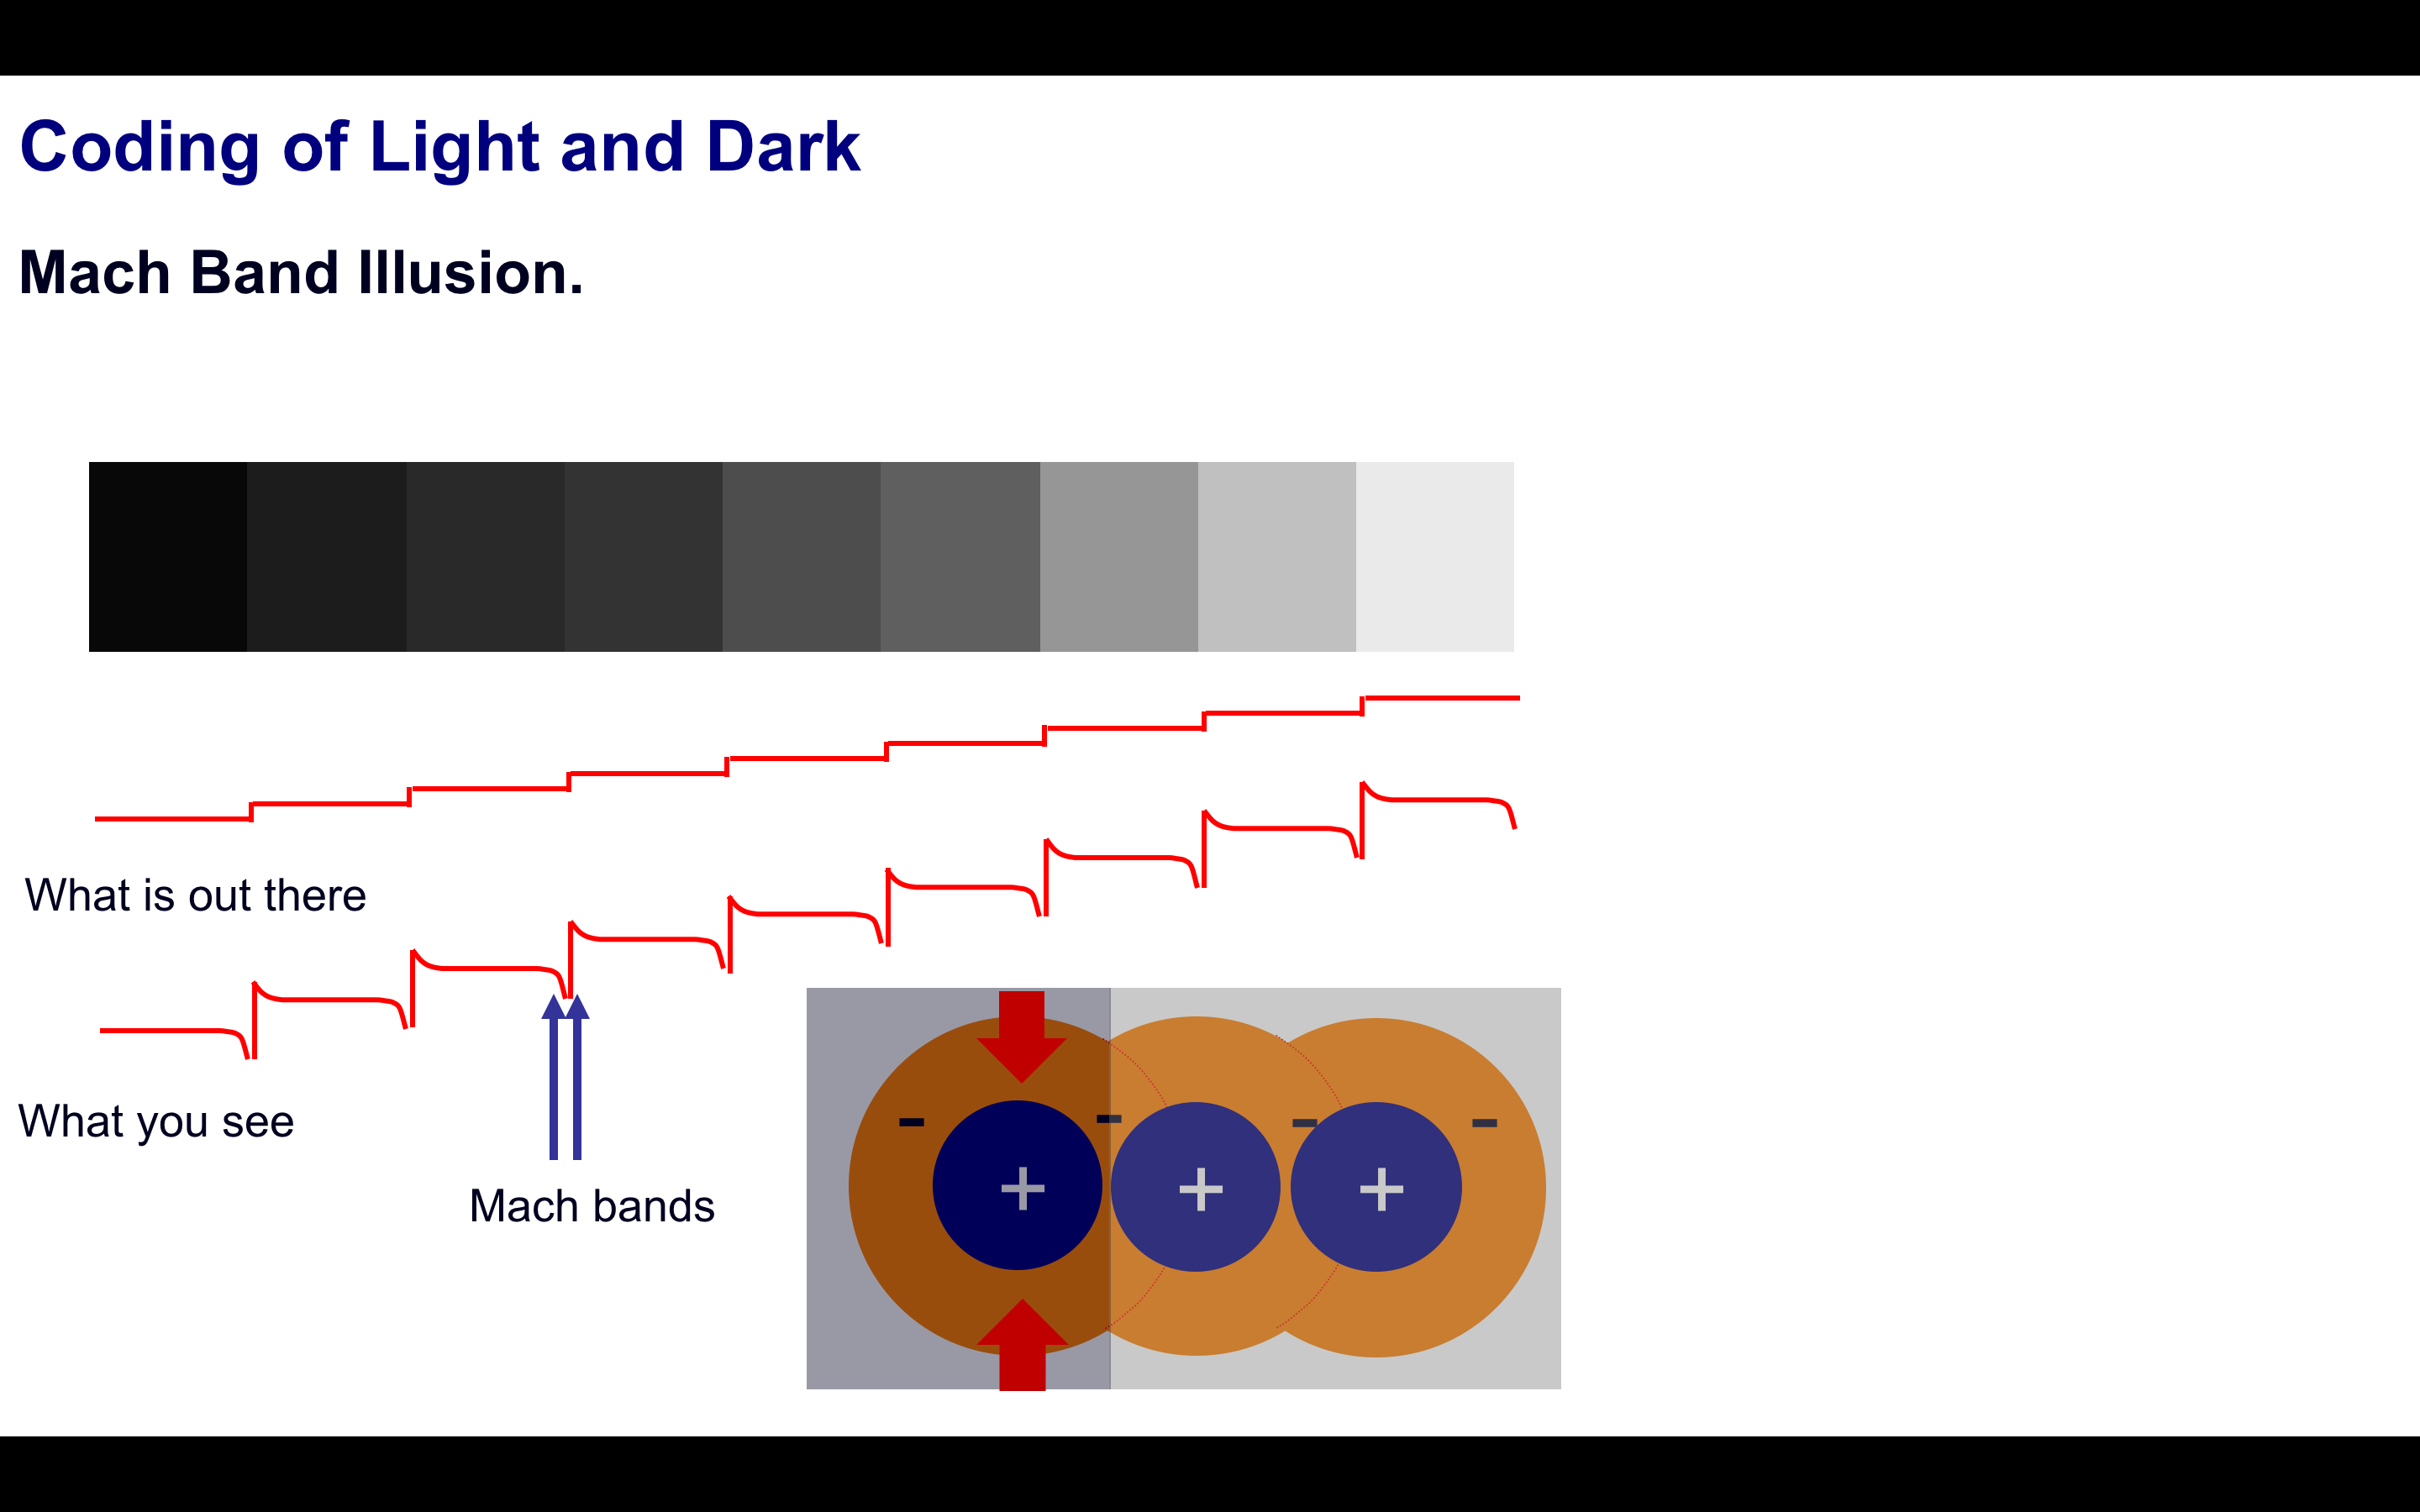 Coding of Light and Dark
Mach Band Illusion.
What is out there
What you see
Mach bands
- - - -
+ + +